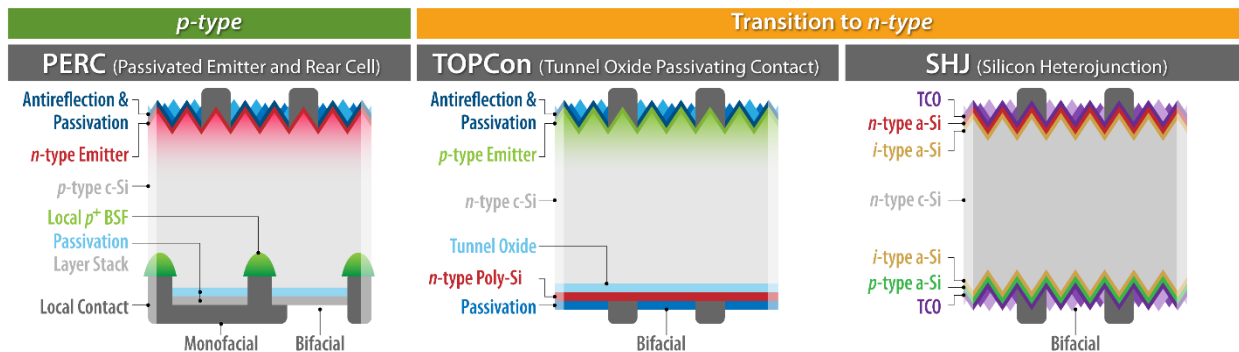 p-type
Transition to n-type
PERC (Passivated Emitter and Rear Cell)
Antireflection &
Passivation
n-type Emitter
p-type c-Si
Local p+ BSF
Passivation
Layer Stack
Local Contact
Monofacial
Bifacial
TOPCon (Tunnel Oxide Passivating Contact)
Antireflection &
Passivation
p-type Emitter
n-type c-Si
Tunnel Oxide
n-type Poly-Si
Passivation
Bifacial
SHJ (Silicon Heterojunction)
TCO
n-type a-Si
i-type a-Si
n-type c-Si
i-type a-Si
p-type a-Si
TCO
Bifacial